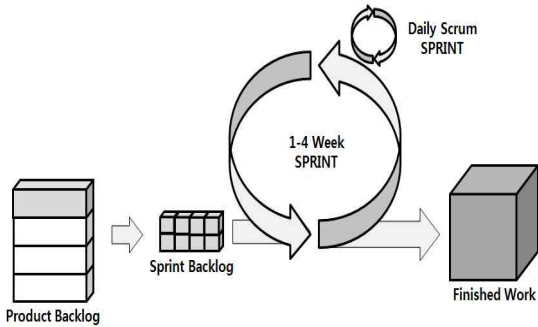 Daily Scrum
SPRINT
1-4 Week
SPRINT
Sprint Backlog
Product Backlog
Finished Work